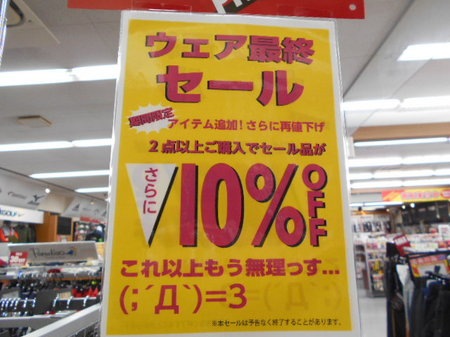 ウェア最終
セール
期間限定
アイテム追加!さらに再値下げ
2点以上ご購入でセール品が
さらに
10%OFF
これ以上もう無理っす…
(;´Д`)=3
※本セールは予告なく終了することがあります。
GOLF